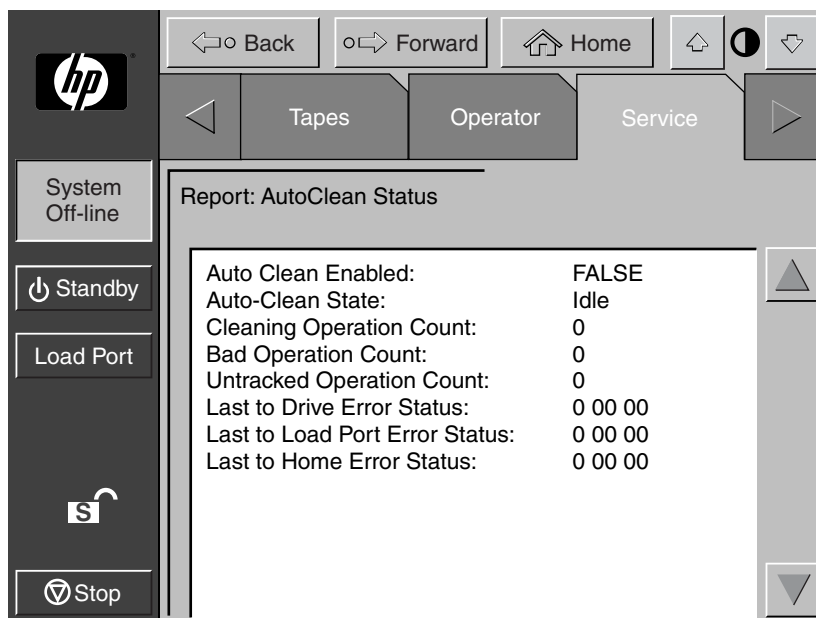 Back Forward Home
hp
Tapes Operator Service
System
Off-line
Report: AutoClean Status
Standby
Load Port
Auto Clean Enabled: FALSE
Auto-Clean State: Idle
Cleaning Operation Count: 0
Bad Operation Count: 0
Untracked Operation Count: 0
Last to Drive Error Status: 0 00 00
Last to Load Port Error Status: 0 00 00
Last to Home Error Status: 0 00 00
S
Stop